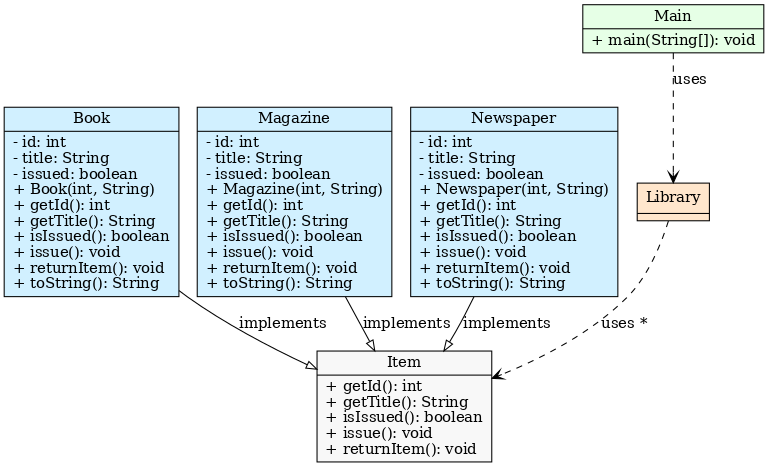 Main
+ main(String[]): void
uses
Book
- id: int
- title: String
- issued: boolean
+ Book(int, String)
+ getId(): int
+ getTitle(): String
+ isIssued(): boolean
+ issue(): void
+ returnItem(): void
+ toString(): String
Magazine
- id: int
- title: String
- issued: boolean
+ Magazine(int, String)
+ getId(): int
+ getTitle(): String
+ isIssued(): boolean
+ issue(): void
+ returnItem(): void
+ toString(): String
Newspaper
- id: int
- title: String
- issued: boolean
+ Newspaper(int, String)
+ getId(): int
+ getTitle(): String
+ isIssued(): boolean
+ issue(): void
+ returnItem(): void
+ toString(): String
Library
implements
implements
implements
uses *
Item
+ getId(): int
+ getTitle(): String
+ isIssued(): boolean
+ issue(): void
+ returnItem(): void